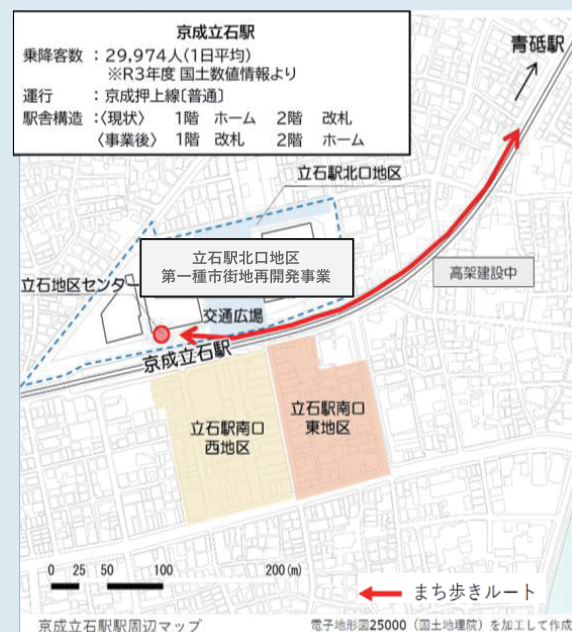 京成立石駅
乗降客数：29,974人(1日平均)
※R3年度 国土数値情報より
運行　：京成押上線〔普通〕
駅舎構造：〈現状〉　1階　ホーム　2階　改札
〈事業後〉　1階　改札　2階　ホーム
青砥駅
立石駅北口地区
立石駅北口地区
第一種市街地再開発事業
高架建設中
立石地区センター
交通広場
京成立石駅
立石駅南口
西地区
立石駅南口
東地区
0　25　50　100　200(m)
まち歩きルート
京成立石駅駅周辺マップ
電子地形図25000（国土地理院）を加工して作成